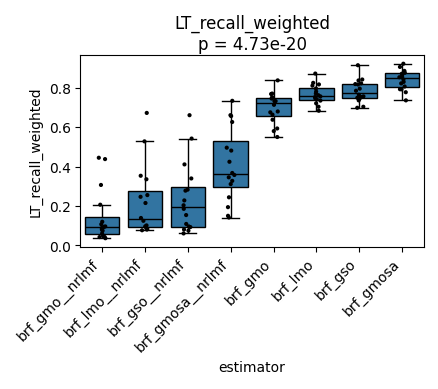 LT_recall_weighted
p = 4.73e-20
LT_recall_weighted
0.8
0.6
0.4
0.2
0.0
brf_gmo__nrlmf
brf_lmo__nrlmf
brf_gso__nrlmf
brf_gmosa__nrlmf
brf_gmo
brf_lmo
brf_gso
brf_gmosa
estimator